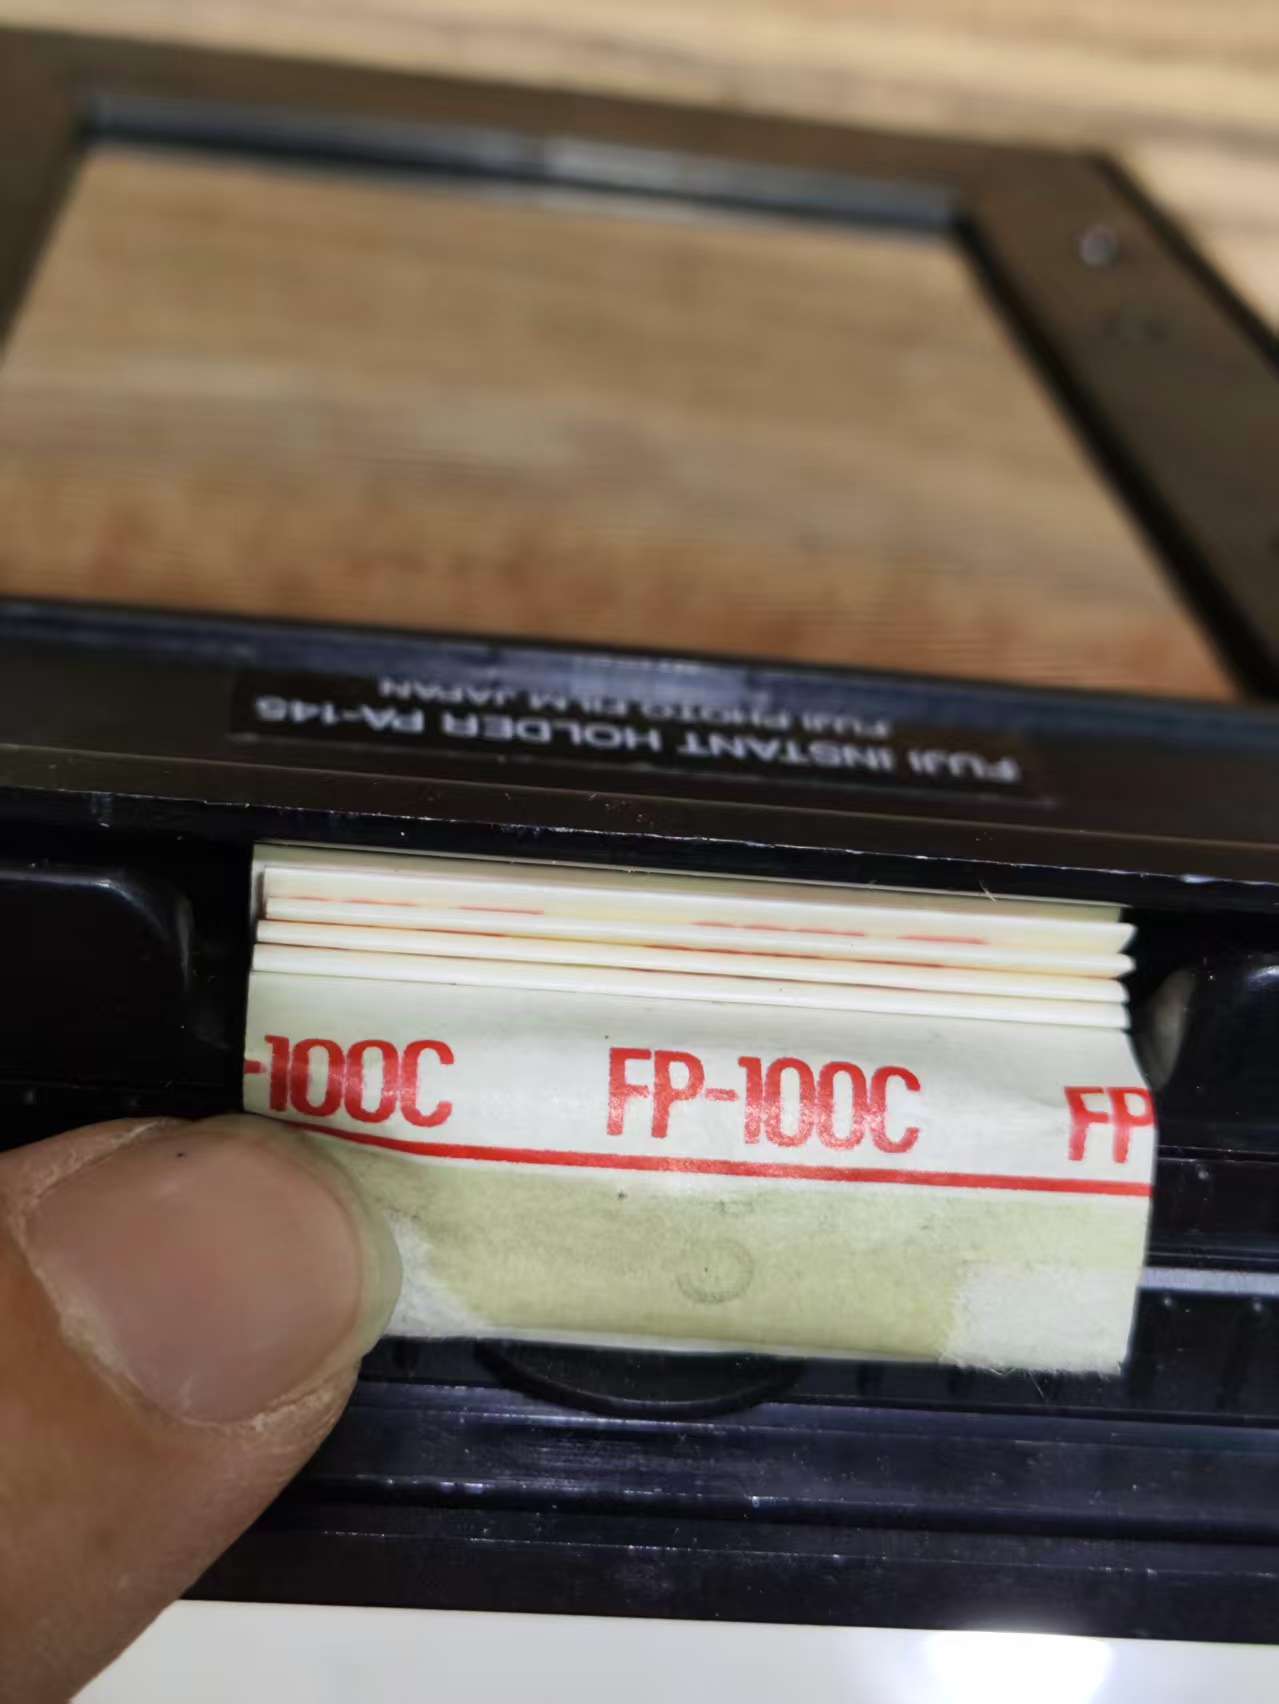 FUJI INSTANT HOLDER PA-145
FUJI PHOTO FILM JAPAN
-100C FP-100C FP